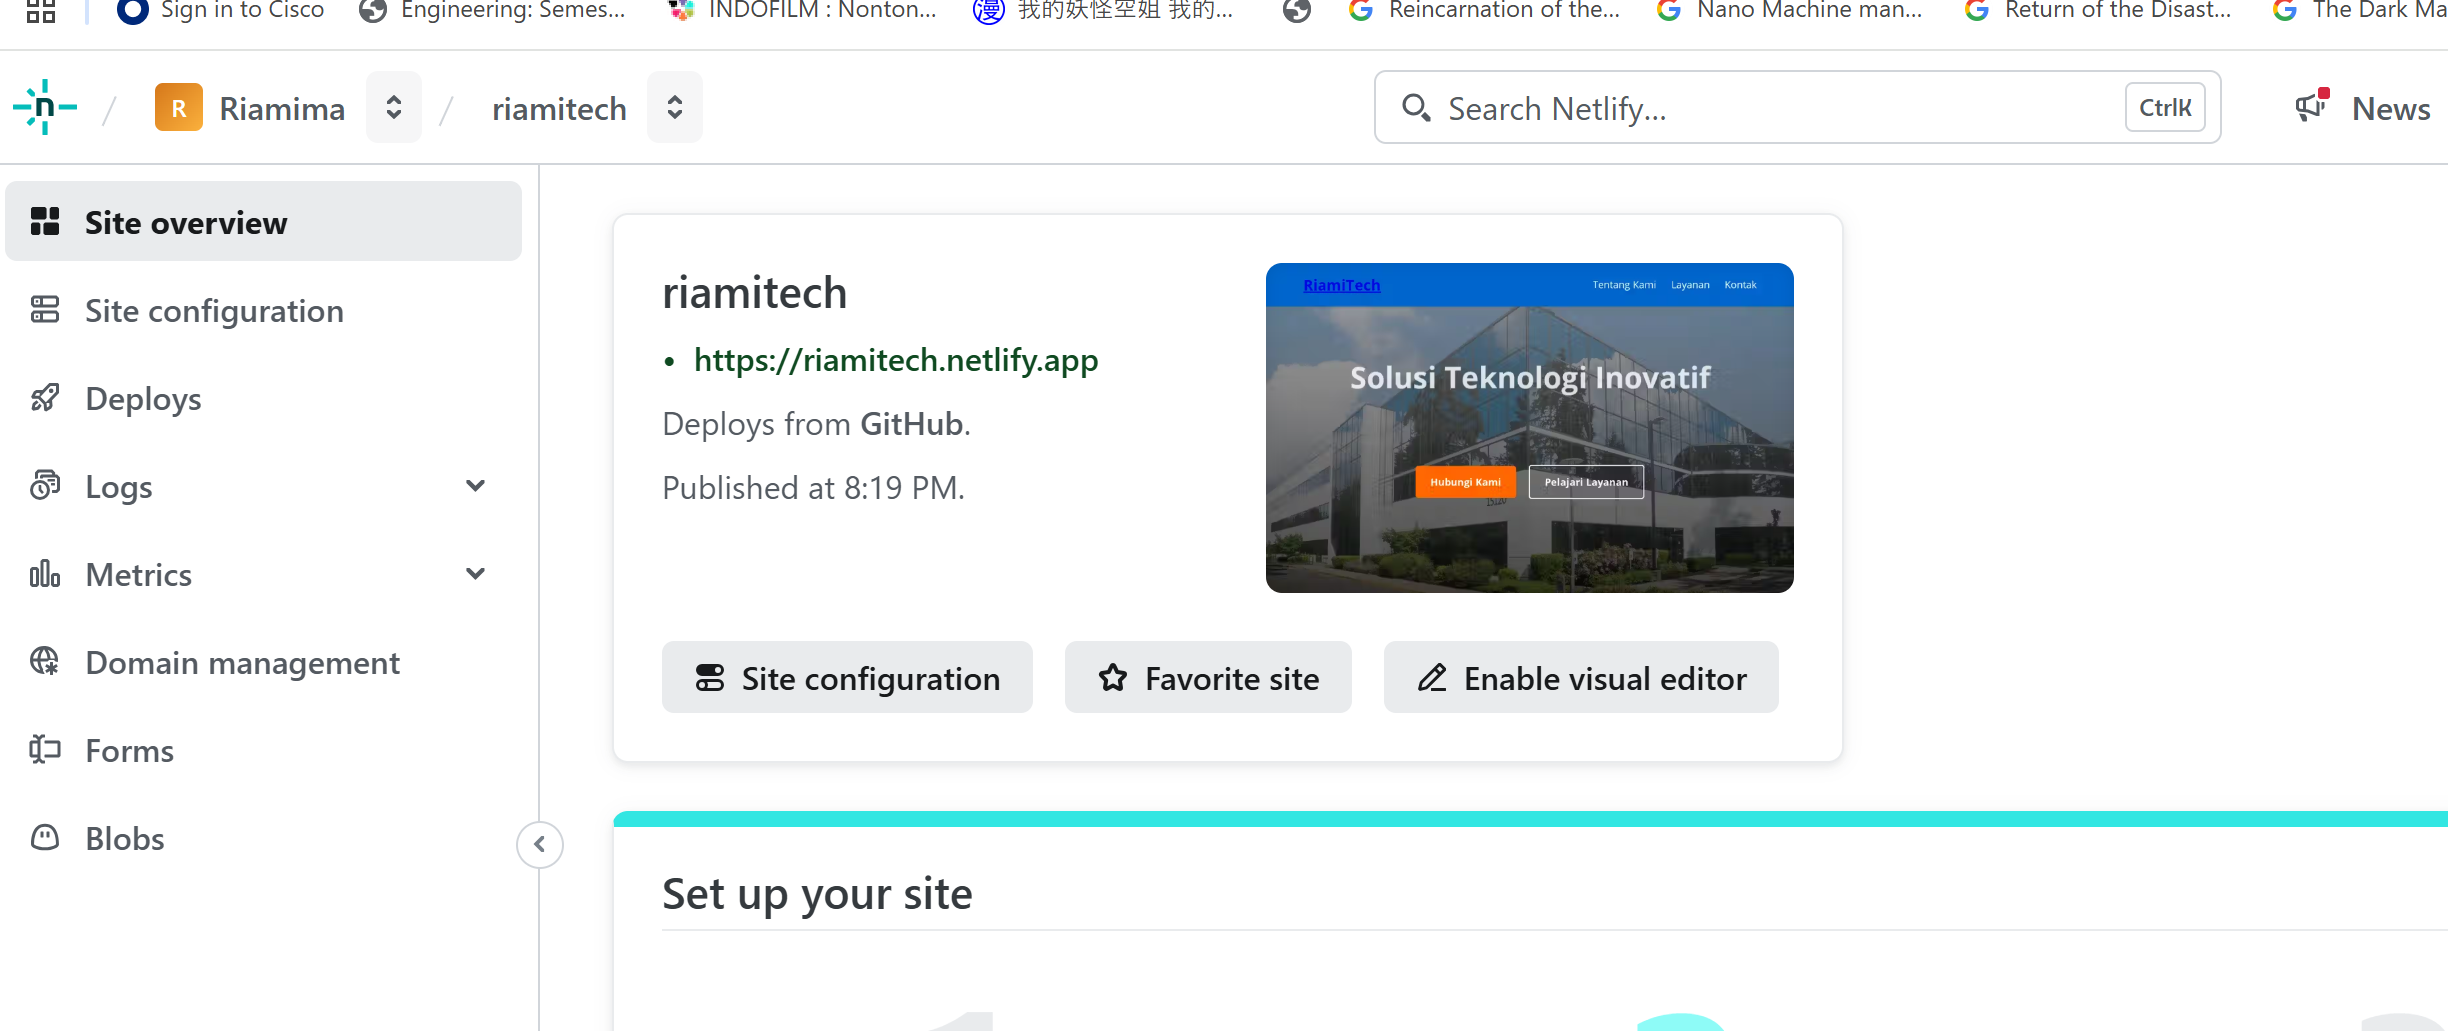 Sign in to Cisco
Engineering: Semes...
INDOFILM : Nonton...
漫
我的妖怪空姐 我的...
Reincarnation of the...
Nano Machine man...
Return of the Disast...
The Dark Ma
n
/
R
Riamima
/
riamitech
Search Netlify...
CtrlK
News
Site overview
Site configuration
Deploys
Logs
Metrics
Domain management
Forms
Blobs
riamitech
• https://riamitech.netlify.app
Deploys from GitHub.
Published at 8:19 PM.
RiamiTech
Tentang Kami
Layanan
Kontak
Solusi Teknologi Inovatif
Hubungi Kami
Pelajari Layanan
Site configuration
Favorite site
Enable visual editor
Set up your site